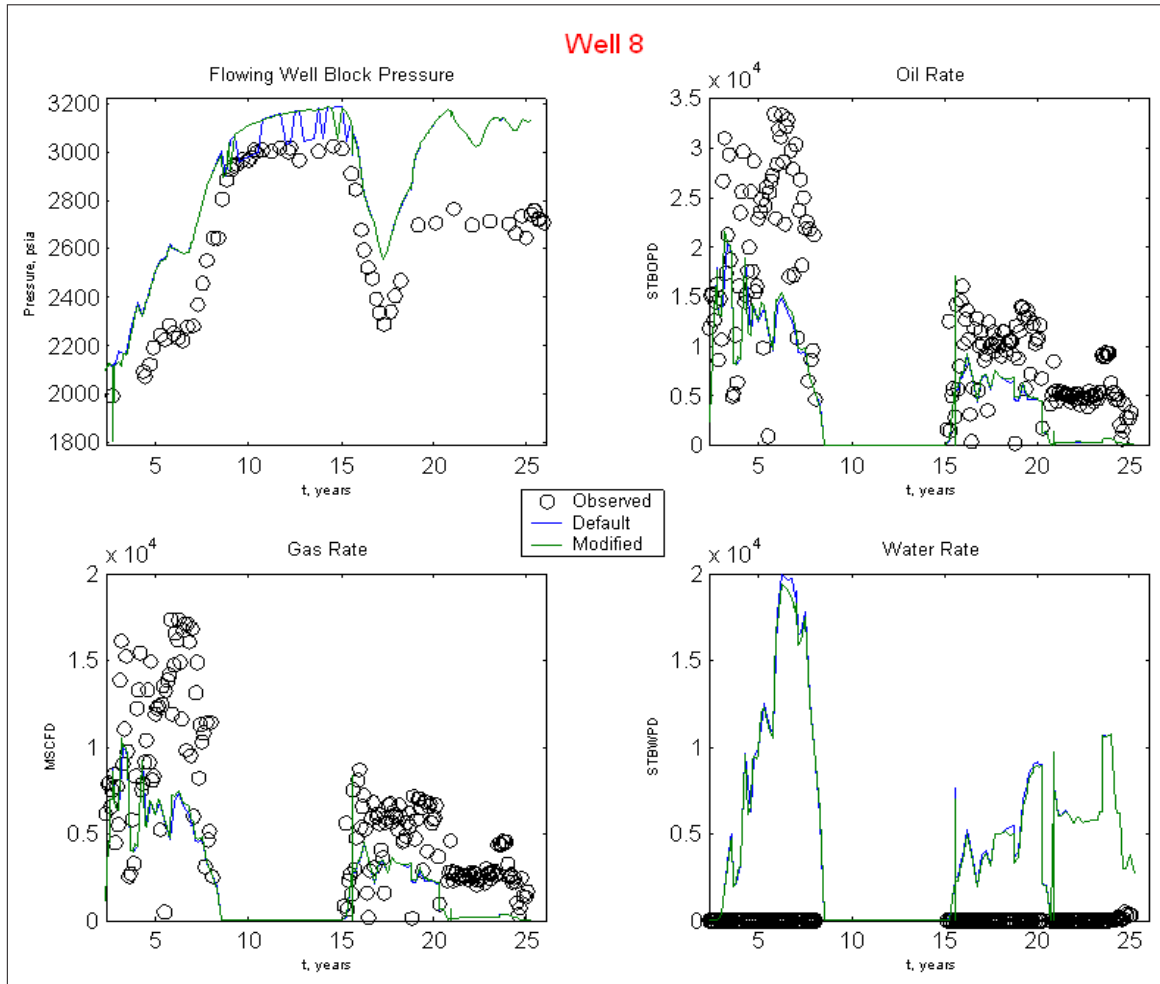 Well 8
Flowing Well Block Pressure
3200
3000
2800
2600
2400
2200
2000
1800
Pressure, psia
5 10 15 20 25
t, years
x 10^4
Oil Rate
3.5
3
2.5
2
1.5
1
0.5
0
STBOPD
5 10 15 20 25
t, years
Observed
Default
Modified
x 10^4
Gas Rate
2
1.5
1
0.5
0
MSCFD
5 10 15 20 25
t, years
x 10^4
Water Rate
2
1.5
1
0.5
0
STBWPD
5 10 15 20 25
t, years